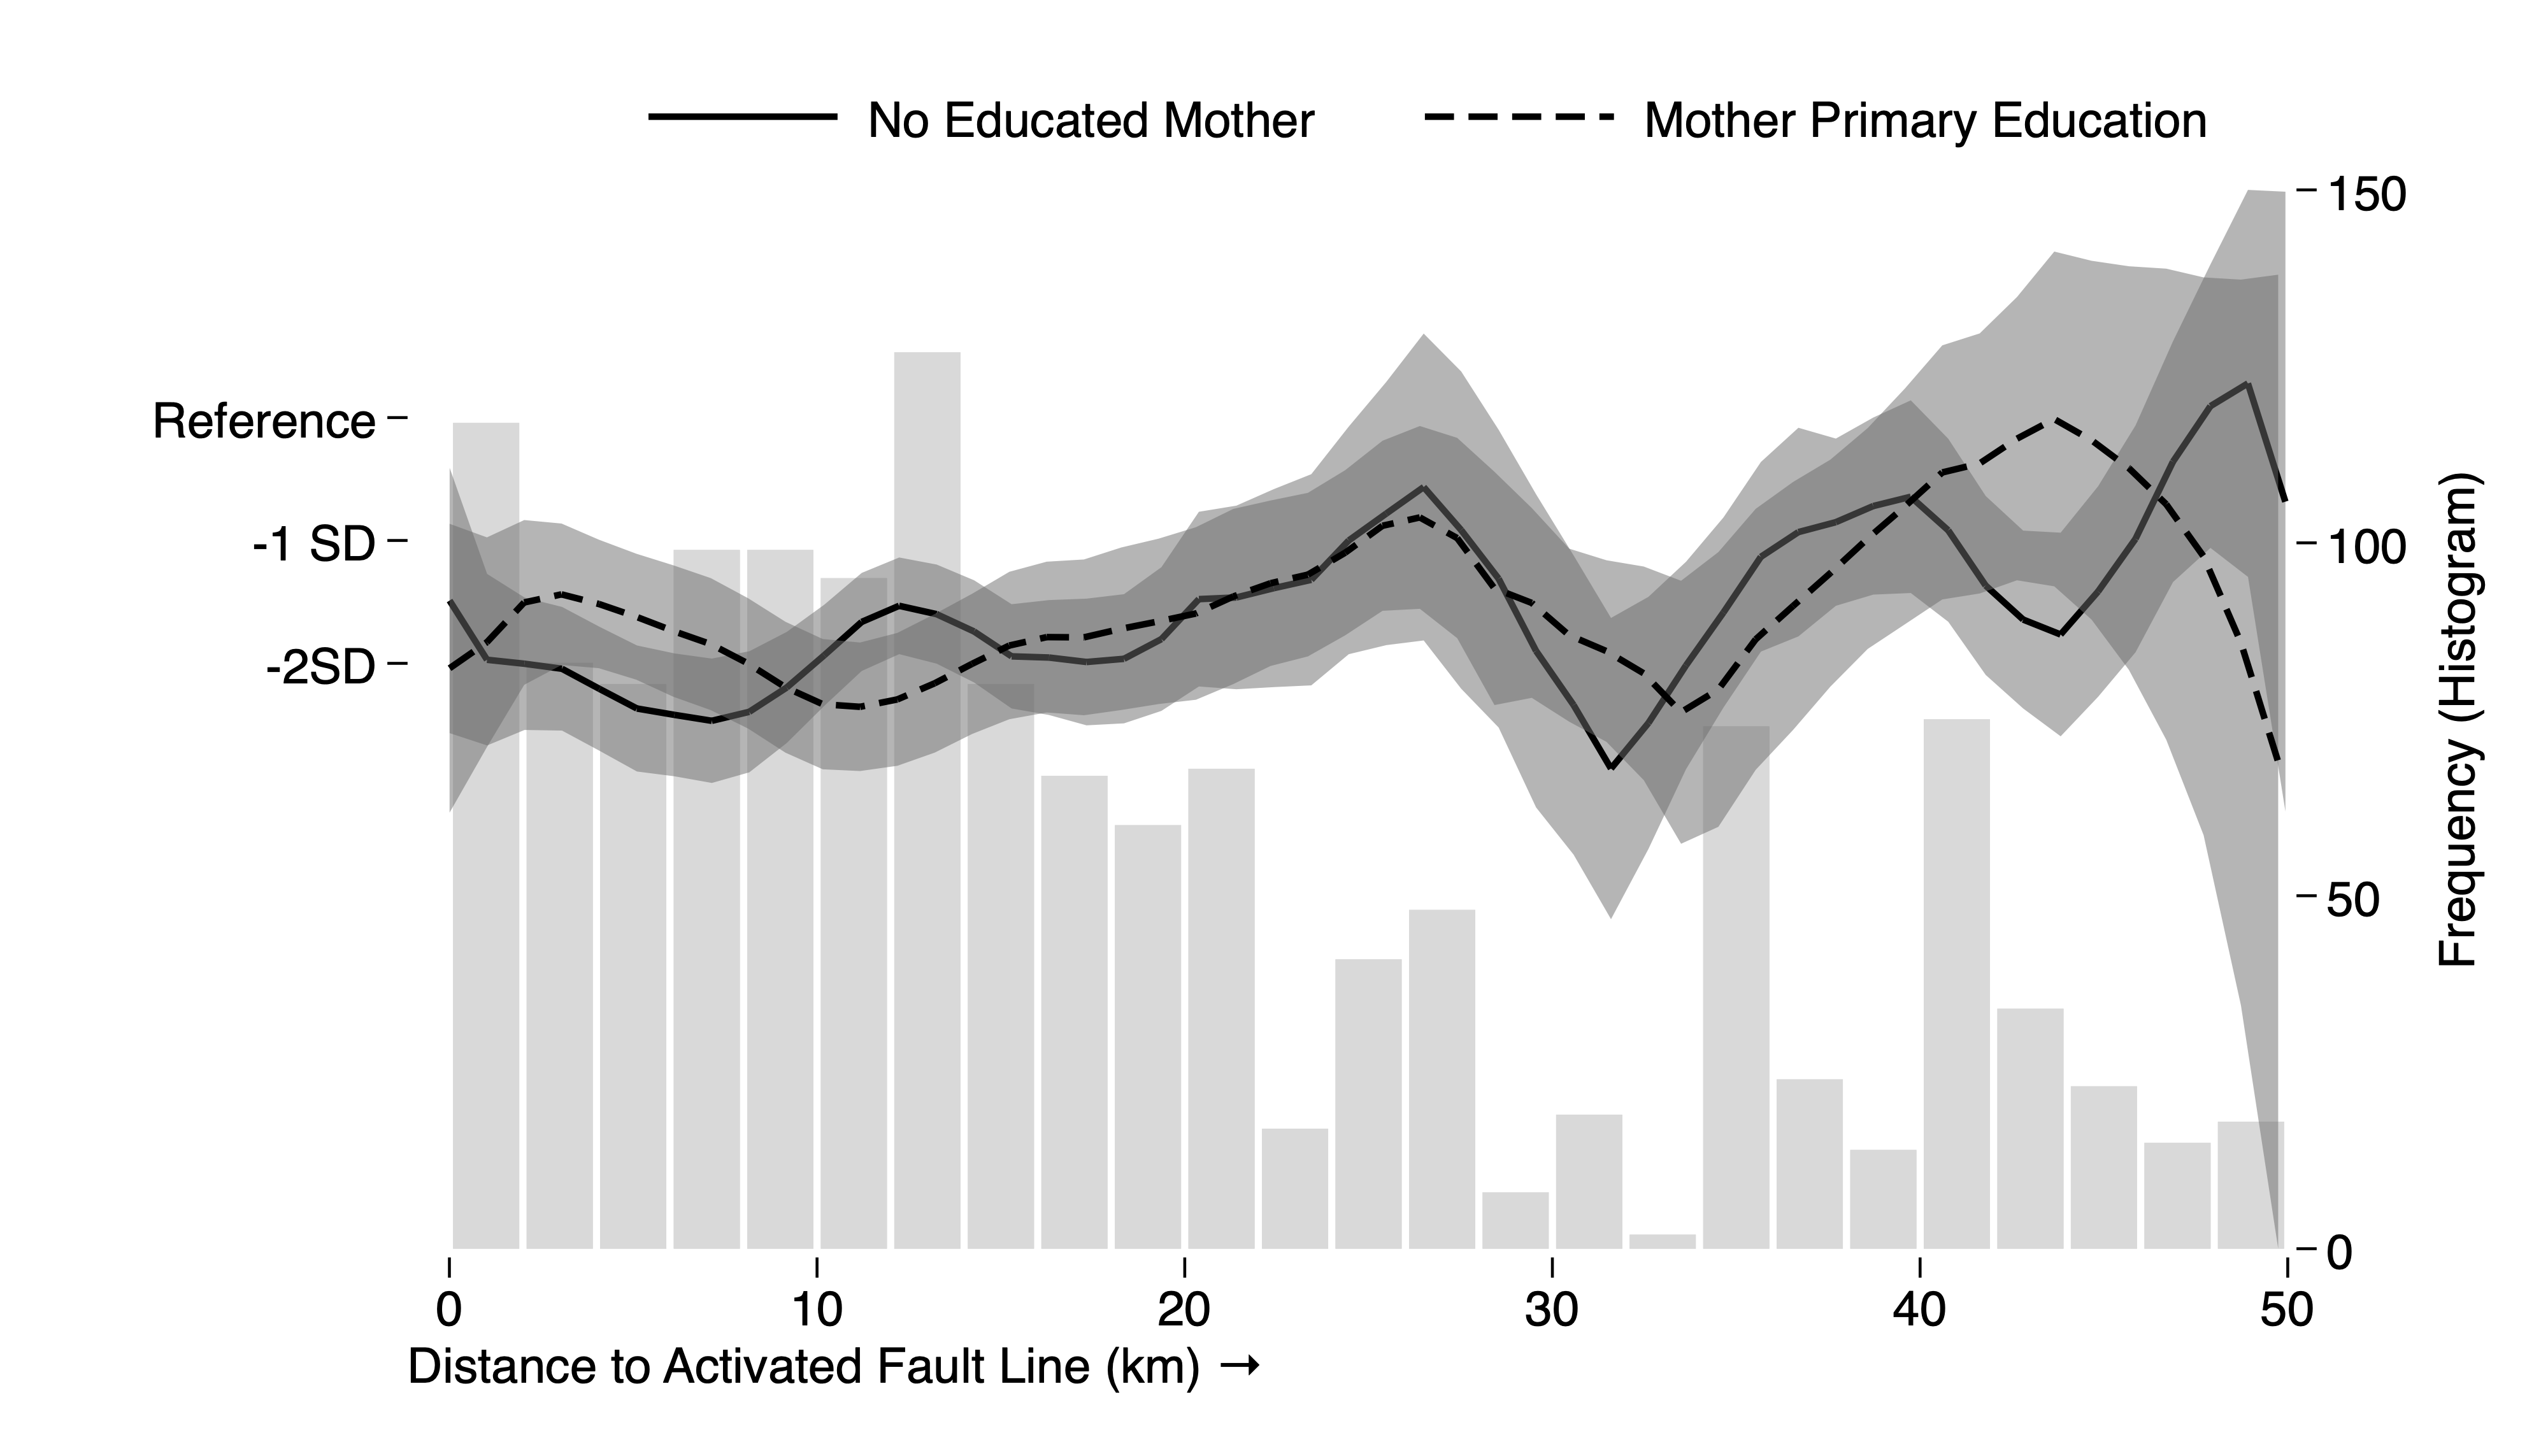 No Educated Mother
Mother Primary Education
Reference
-1 SD
-2SD
150
100
50
0
Frequency (Histogram)
0
10
20
30
40
50
Distance to Activated Fault Line (km) →